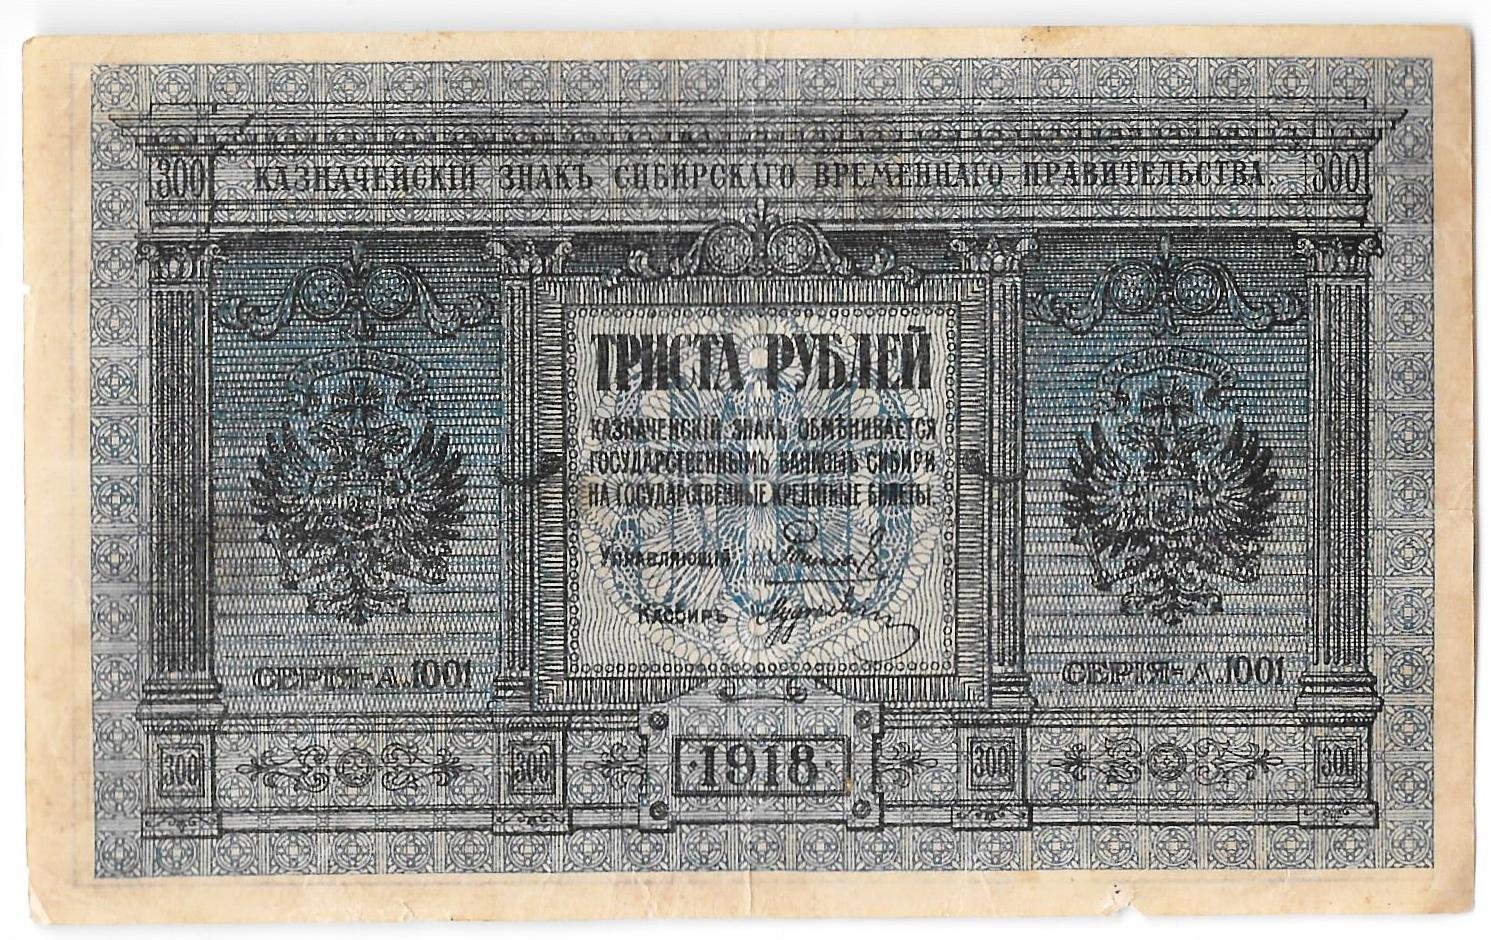 300 КАЗНАЧЕЙСКІЙ ЗНАКЪ СИБИРСКАГО ВРЕМЕННАГО ПРАВИТЕЛЬСТВА. 300
ТРИСТА РУБЛЕЙ
КАЗНАЧЕЙСКІЙ ЗНАКЪ ОБМѢНИВАЕТСЯ
ГОСУДАРСТВЕННЫМЪ БАНКОМЪ СИБИРИ
НА ГОСУДАРСТВЕННЫЕ КРЕДИТНЫЕ БИЛЕТЫ.
УПРАВЛЯЮЩІЙ
КАССИРЪ
СЕРІЯ-А.1001 СЕРІЯ-А.1001
300 300 ·1918· 300 300